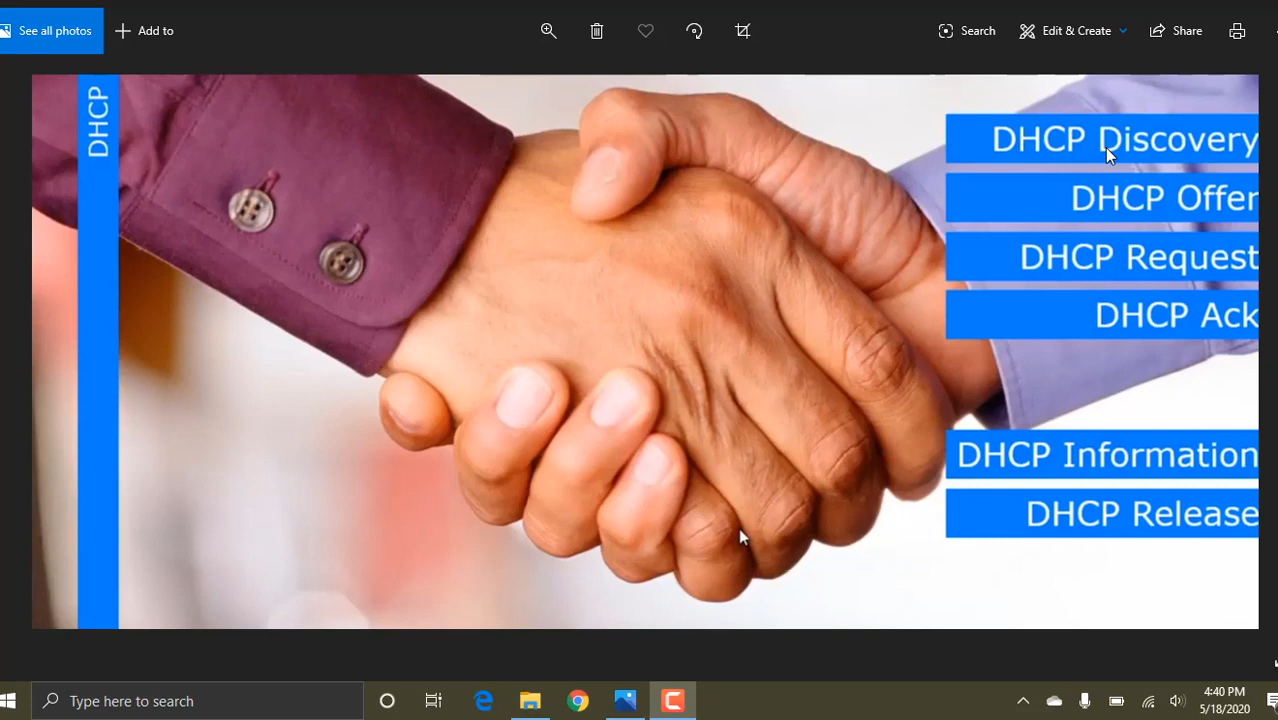 See all photos
Add to
Search
Edit & Create
Share
DHCP
DHCP Discovery
DHCP Offer
DHCP Request
DHCP Ack
DHCP Information
DHCP Release
Type here to search
4:40 PM
5/18/2020